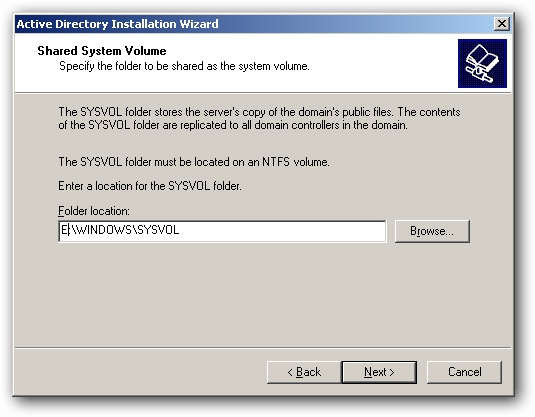 Active Directory Installation Wizard
Shared System Volume
Specify the folder to be shared as the system volume.
The SYSVOL folder stores the server's copy of the domain's public files. The contents
of the SYSVOL folder are replicated to all domain controllers in the domain.
The SYSVOL folder must be located on an NTFS volume.
Enter a location for the SYSVOL folder.
Folder location:
E:\WINDOWS\SYSVOL
Browse...
< Back
Next >
Cancel